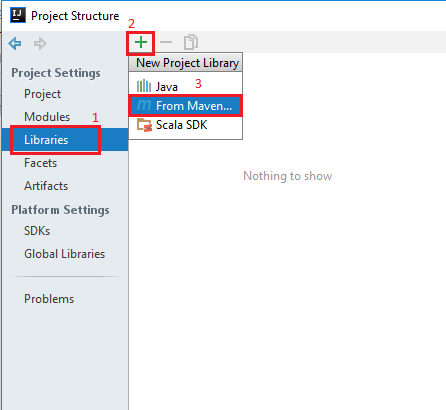 IJ Project Structure
2
Project Settings
New Project Library
Project
Java
3
Modules
1
m From Maven...
Libraries
Scala SDK
Facets
Artifacts
Nothing to show
Platform Settings
SDKs
Global Libraries
Problems